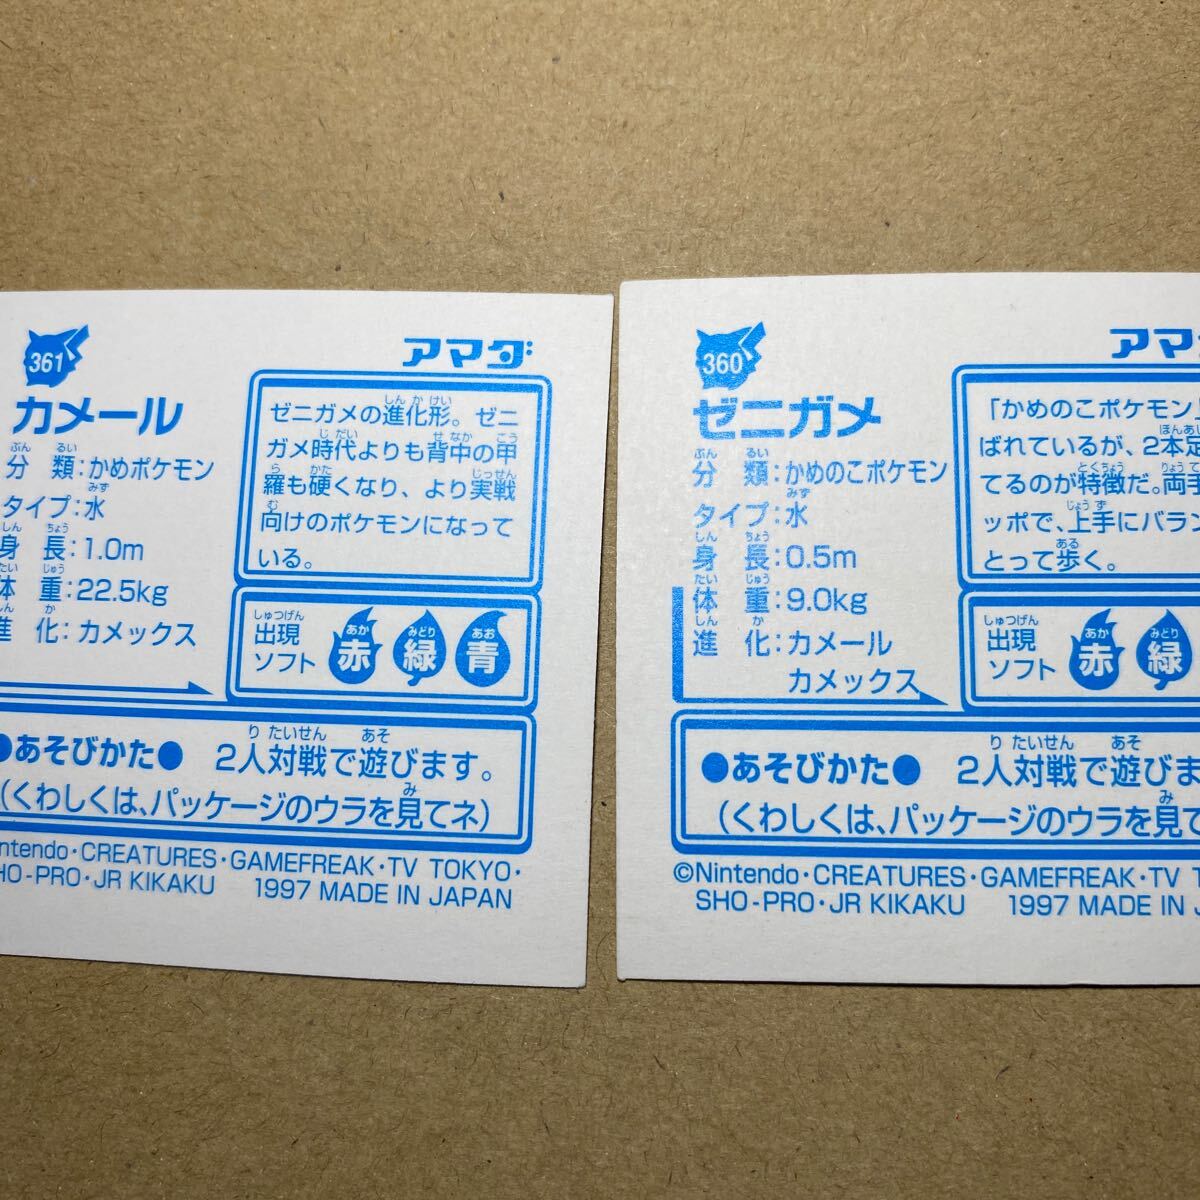 361
アマダ
カメール
分類:かめポケモン
タイプ:水
身長:1.0m
体重:22.5kg
進化:カメックス
ゼニガメの進化形。ゼニ
ガメ時代よりも背中の甲
羅も硬くなり、より実戦
向けのポケモンになって
いる。
出現
ソフト
赤 緑 青
●あそびかた● 2人対戦で遊びます。
(くわしくは、パッケージのウラを見てネ)
ntendo・CREATURES・GAMEFREAK・TV TOKYO・
HO-PRO・JR KIKAKU 1997 MADE IN JAPAN
360
アマ
ゼニガメ
分類:かめのこポケモン
タイプ:水
身長:0.5m
体重:9.0kg
進化:カメール
カメックス
「かめのこポケモン」
ばれているが、2本足
てるのが特徴だ。両手
ッポで、上手にバラ
とって歩く。
出現
ソフト
赤 緑
●あそびかた● 2人対戦で遊びま
(くわしくは、パッケージのウラを見て
©Nintendo・CREATURES・GAMEFREAK・TV
SHO-PRO・JR KIKAKU 1997 MADE IN J